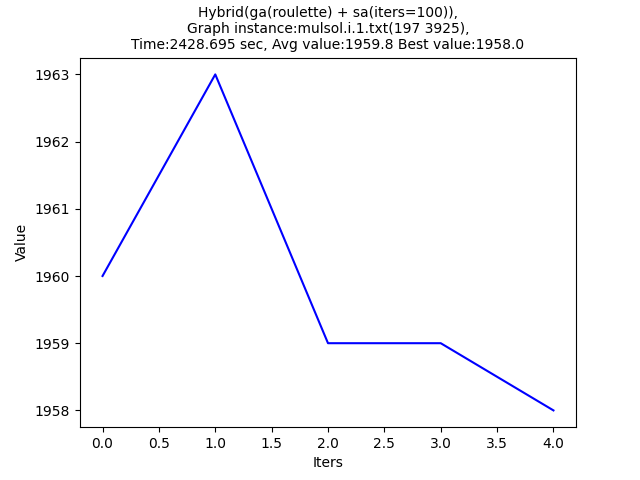 Hybrid(ga(roulette) + sa(iters=100)),
Graph instance:mulsol.i.1.txt(197 3925),
Time:2428.695 sec, Avg value:1959.8 Best value:1958.0
1963
1962
1961
1960
1959
1958
Value
0.0 0.5 1.0 1.5 2.0 2.5 3.0 3.5 4.0
Iters